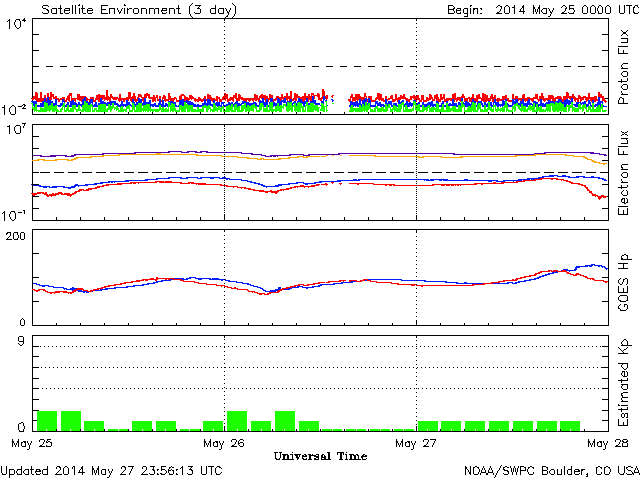 Satellite Environment (3 day) Begin: 2014 May 25 0000 UTC
10^4
10^-2
Proton Flux
10^7
10^-1
Electron Flux
200
0
GOES Hp
9
0
Estimated Kp
May 25 May 26 May 27 May 28
Universal Time
Updated 2014 May 27 23:56:13 UTC NOAA/SWPC Boulder, CO USA